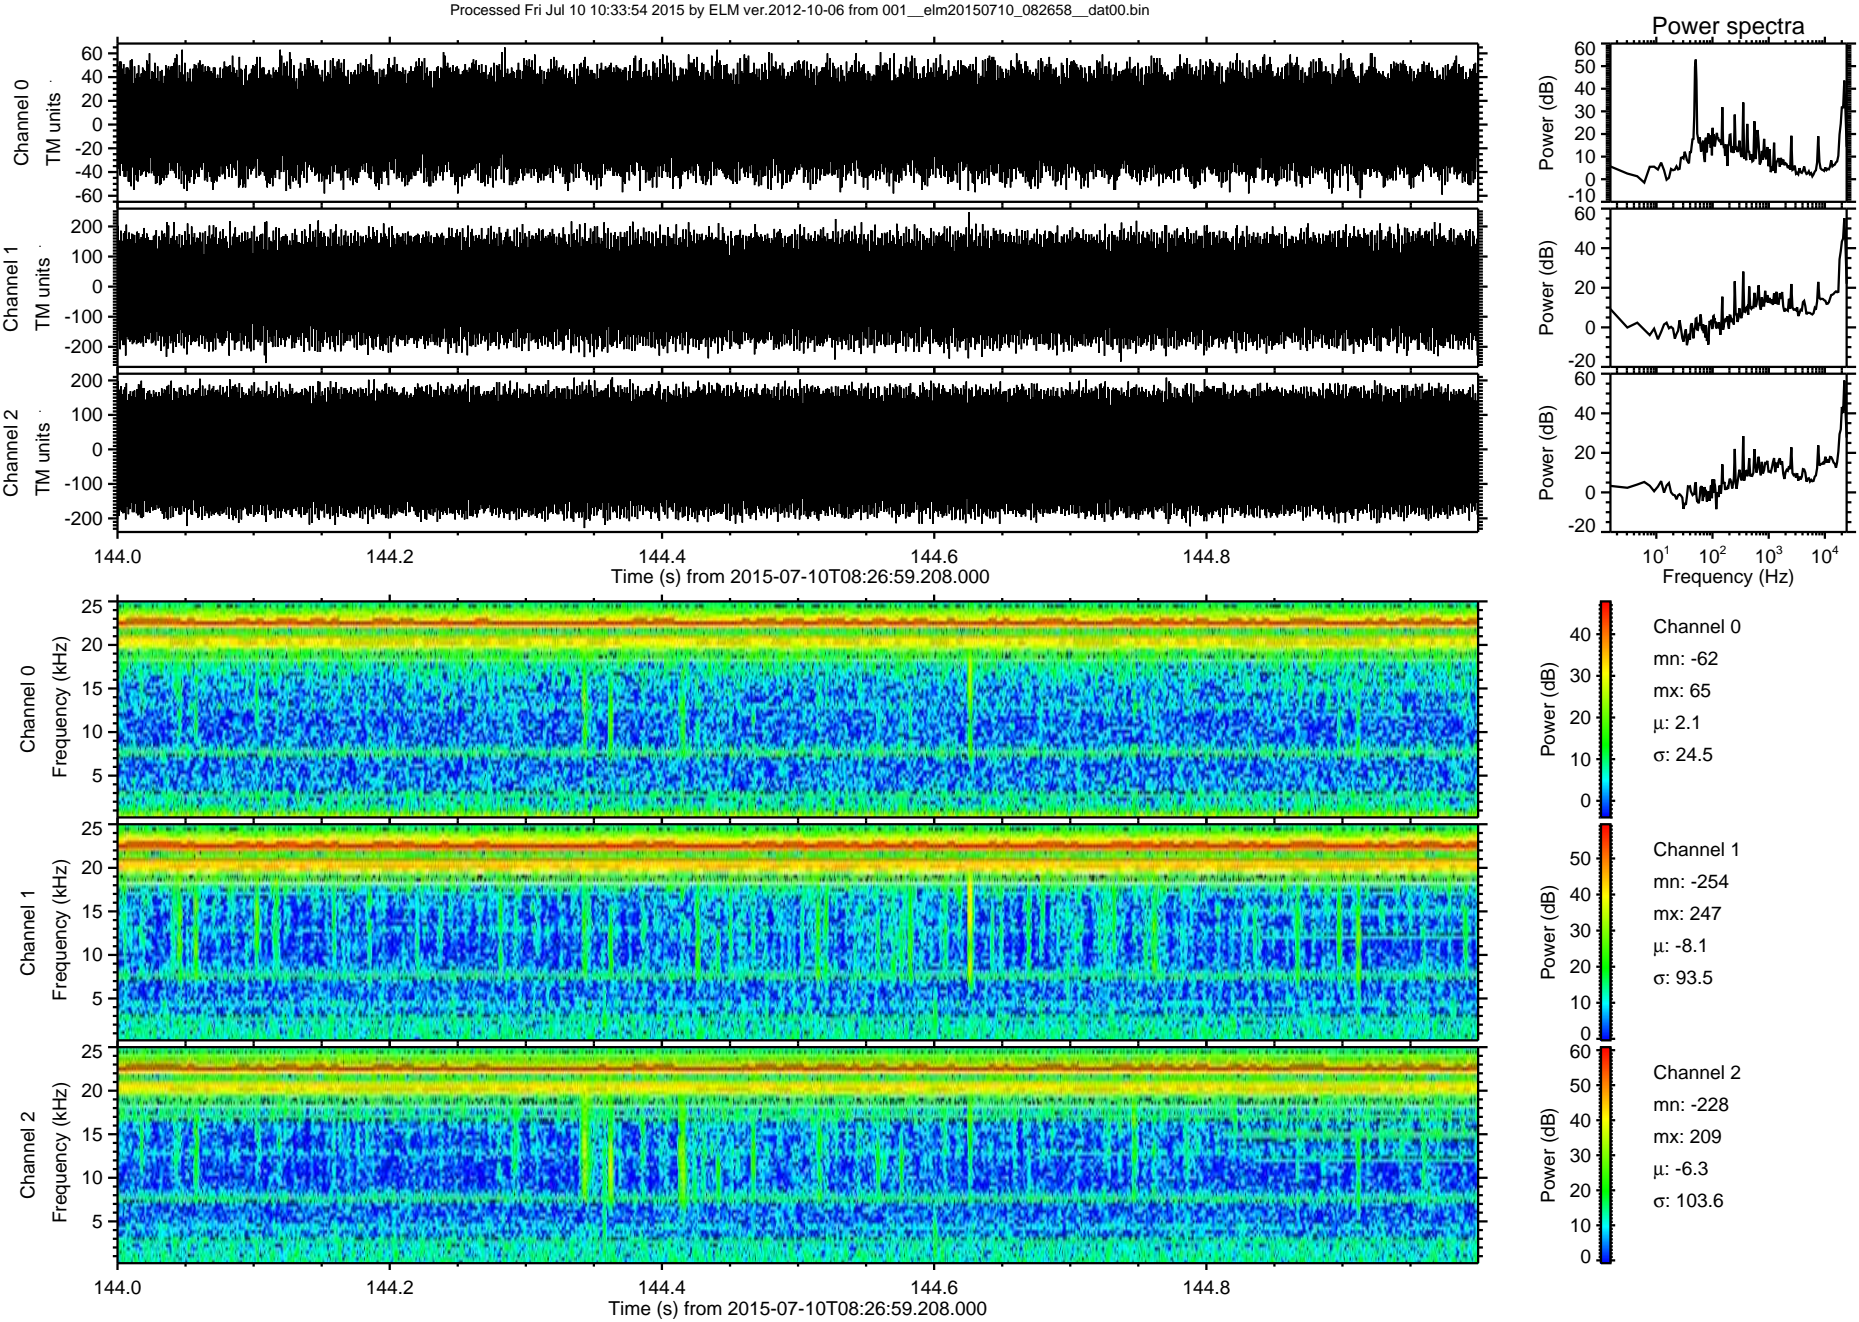 Processed Fri Jul 10 10:33:54 2015 by ELM ver.2012-10-06 from 001__elm20150710_082658__dat00.bin
Power spectra
Channel 0
TM units
60
40
20
0
-20
-40
-60
Power (dB)
60
50
40
30
20
10
0
-10
Channel 1
TM units
200
100
0
-100
-200
Power (dB)
60
40
20
0
-20
Channel 2
TM units
200
100
0
-100
-200
Power (dB)
60
40
20
0
-20
144.0 144.2 144.4 144.6 144.8
Time (s) from 2015-07-10T08:26:59.208.000
10¹ 10² 10³ 10⁴
Frequency (Hz)
Channel 0
Frequency (kHz)
25
20
15
10
5
Power (dB)
40
30
20
10
0
Channel 0
mn: -62
mx: 65
μ: 2.1
σ: 24.5
Channel 1
Frequency (kHz)
25
20
15
10
5
Power (dB)
50
40
30
20
10
0
Channel 1
mn: -254
mx: 247
μ: -8.1
σ: 93.5
Channel 2
Frequency (kHz)
25
20
15
10
5
Power (dB)
60
50
40
30
20
10
0
Channel 2
mn: -228
mx: 209
μ: -6.3
σ: 103.6
144.0 144.2 144.4 144.6 144.8
Time (s) from 2015-07-10T08:26:59.208.000